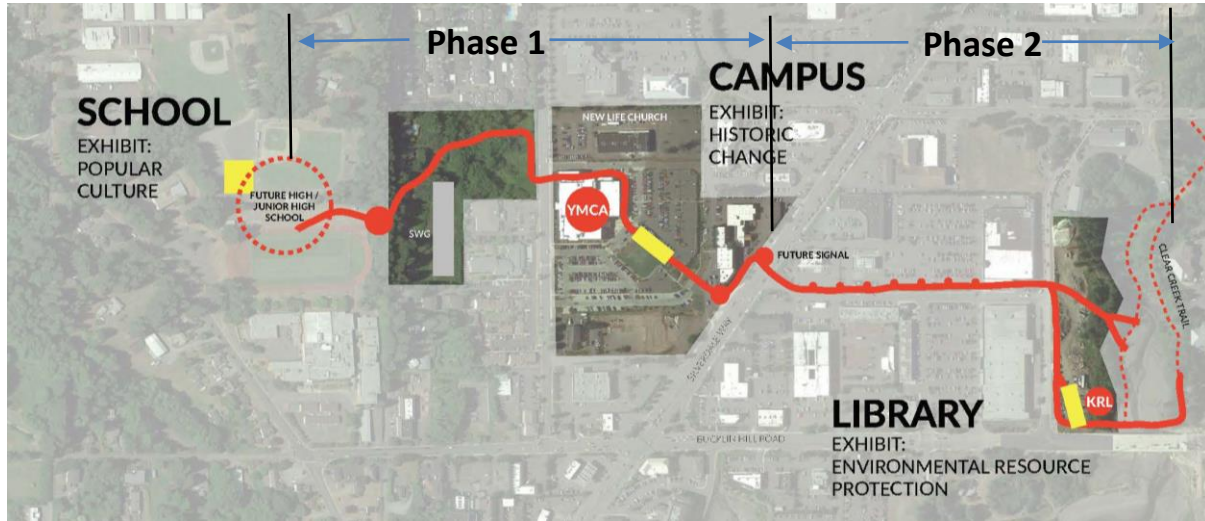 Phase 1
Phase 2
SCHOOL
EXHIBIT:
POPULAR
CULTURE
FUTURE HIGH /
JUNIOR HIGH
SCHOOL
SWG
NEW LIFE CHURCH
YMCA
CAMPUS
EXHIBIT:
HISTORIC
CHANGE
FUTURE SIGNAL
SILVERDALE WAY
CLEAR CREEK TRAIL
KRL
LIBRARY
EXHIBIT:
ENVIRONMENTAL RESOURCE
PROTECTION
BUCKLIN HILL ROAD